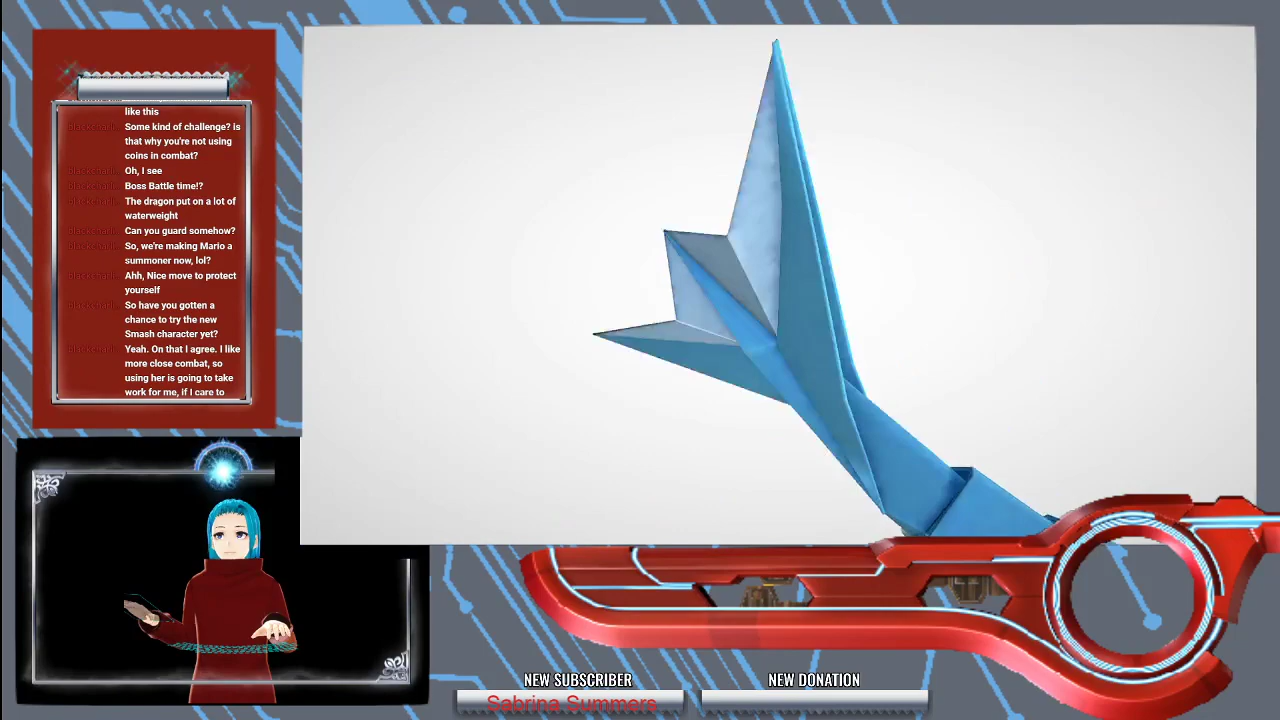 like this
Some kind of challenge? is
that why you're not using
coins in combat?
Oh, I see
Boss Battle time!?
The dragon put on a lot of
waterweight
Can you guard somehow?
So, we're making Mario a
summoner now, lol?
Ahh, Nice move to protect
yourself
So have you gotten a
chance to try the new
Smash character yet?
Yeah. On that I agree. I like
more close combat, so
using her is going to take
work for me, if I care to
NEW SUBSCRIBER
Sabrina Summers
NEW DONATION